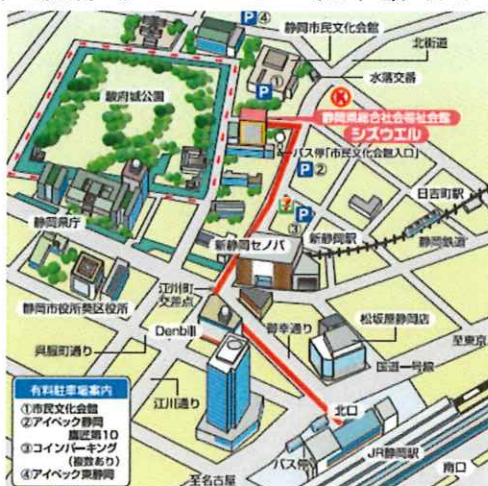 P④
静岡市民文化会館
北街道
①
P
水落交番
駿府城公園
静岡県総合社会福祉会館
シズウエル
バス停「市民文化会館入口」
P②
日吉町駅
P
③
静岡県庁
新静岡セノバ
新静岡駅
静岡鉄道
江川町
交差点
静岡市役所葵区役所
Denbill
御幸通り
松坂屋静岡店
呉服町通り
国道一号線
至東京
有料駐車場案内
①市民文化会館
②アイペック静岡
鷹匠第10
③コインパーキング
(複数あり)
④アイペック東静岡
江川通り
北口
バス停
JR静岡駅
至名古屋
南口